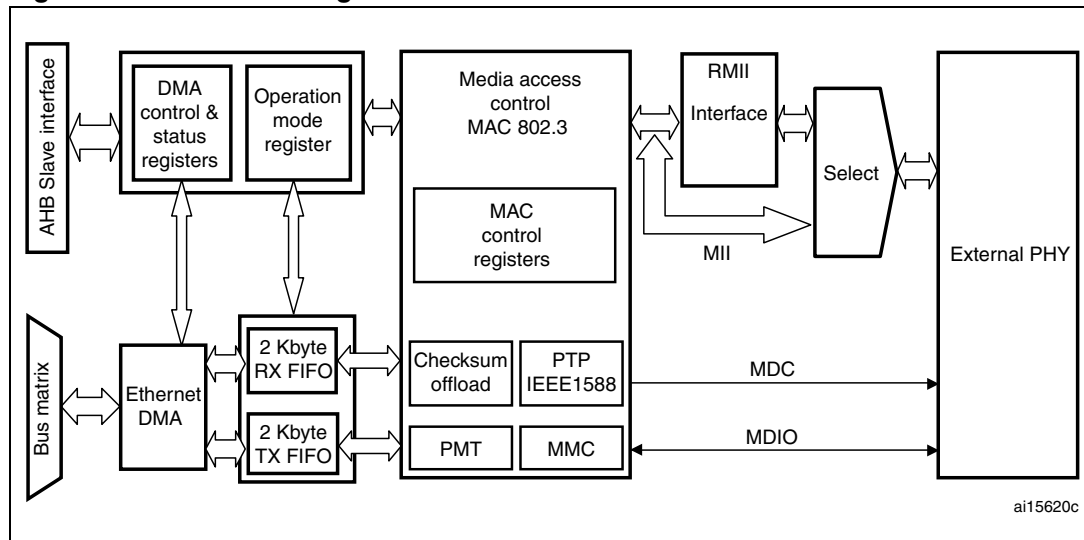 AHB Slave interface
DMA
control &
status
registers
Operation
mode
register
Media access
control
MAC 802.3
RMII
Interface
Select
External PHY
MAC
control
registers
MII
Bus matrix
Ethernet
DMA
2 Kbyte
RX FIFO
2 Kbyte
TX FIFO
Checksum
offload
PTP
IEEE1588
PMT
MMC
MDC
MDIO
ai15620c